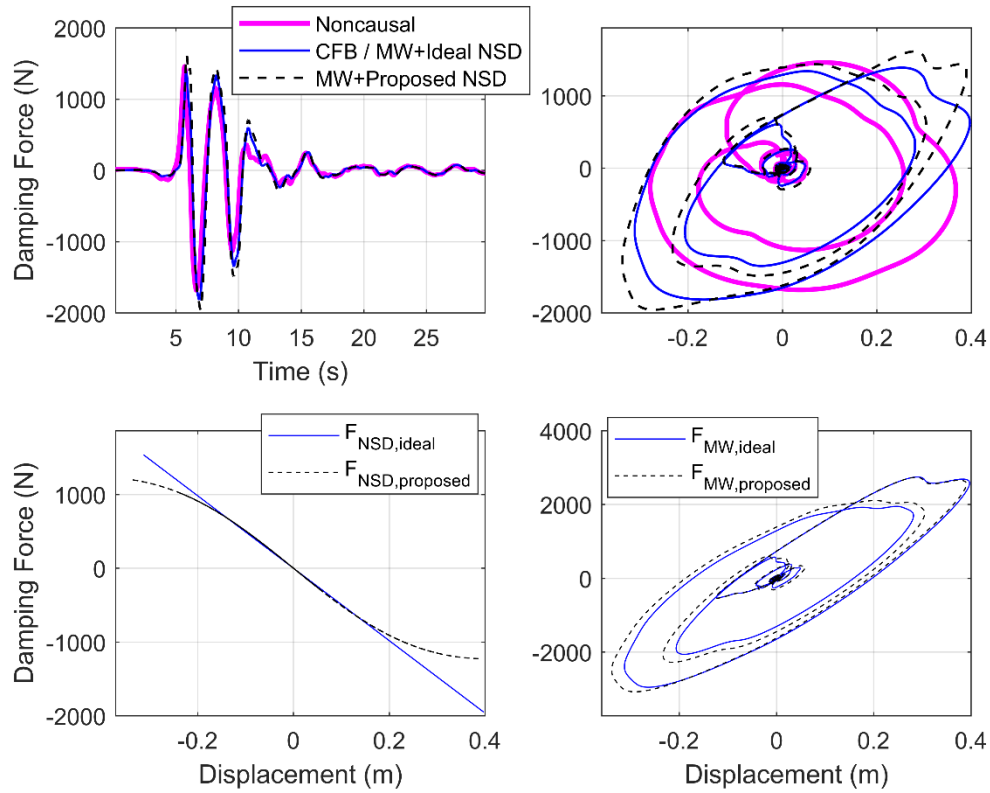 Noncausal
CFB / MW+Ideal NSD
MW+Proposed NSD
Damping Force (N)
2000
1000
0
-1000
-2000
5
10
15
20
25
Time (s)
1000
0
-1000
-2000
-0.2
0
0.2
0.4
F_NSD,ideal
F_NSD,proposed
Damping Force (N)
1000
0
-1000
-2000
-0.2
0
0.2
0.4
Displacement (m)
F_MW,ideal
F_MW,proposed
4000
2000
0
-2000
-0.2
0
0.2
0.4
Displacement (m)